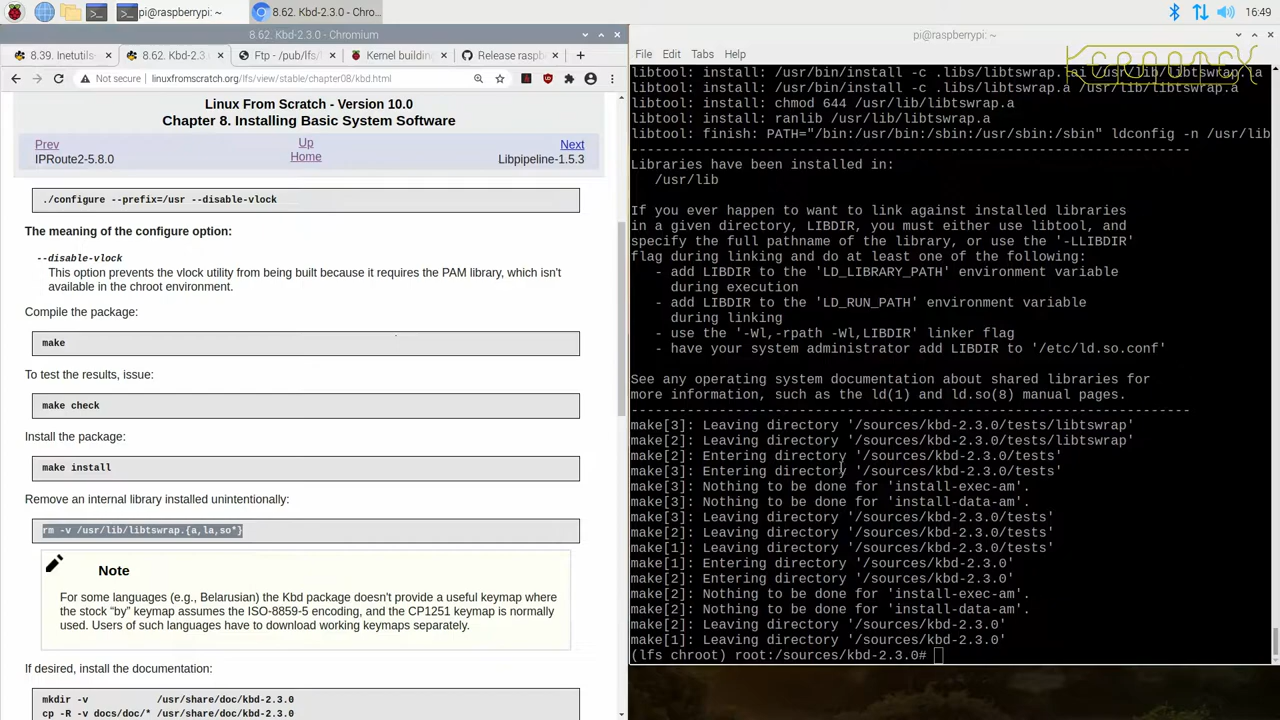 pi@raspberrypi: ~
8.62. Kbd-2.3.0 - Chro...
16:49
8.62. Kbd-2.3.0 - Chromium
8.39. Inetutils-
8.62. Kbd-2.3.0
Ftp - pub/lfs/l
Kernel building
Release raspb
Not secure
linuxfromscratch.org/lfs/view/stable/chapter08/kbd.html
Linux From Scratch - Version 10.0
Chapter 8. Installing Basic System Software
Prev
Up
Next
IPRoute2-5.8.0
Home
Libpipeline-1.5.3
./configure --prefix=/usr --disable-vlock
The meaning of the configure option:
--disable-vlock
This option prevents the vlock utility from being built because it requires the PAM library, which isn't
available in the chroot environment.
Compile the package:
make
To test the results, issue:
make check
Install the package:
make install
Remove an internal library installed unintentionally:
rm -v /usr/lib/libtswrap.{a,la,so*}
Note
For some languages (e.g., Belarusian) the Kbd package doesn't provide a useful keymap where
the stock “by” keymap assumes the ISO-8859-5 encoding, and the CP1251 keymap is normally
used. Users of such languages have to download working keymaps separately.
If desired, install the documentation:
mkdir -v /usr/share/doc/kbd-2.3.0
cp -R -v docs/doc/* /usr/share/doc/kbd-2.3.0
pi@raspberrypi: ~
File Edit Tabs Help
libtool: install: /usr/bin/install -c .libs/libtswrap.lai /usr/lib/libtswrap.la
libtool: install: /usr/bin/install -c .libs/libtswrap.a /usr/lib/libtswrap.a
libtool: install: chmod 644 /usr/lib/libtswrap.a
libtool: install: ranlib /usr/lib/libtswrap.a
libtool: finish: PATH="/bin:/usr/bin:/sbin:/usr/sbin:/sbin" ldconfig -n /usr/lib
----------------------------------------------------------------------
Libraries have been installed in:
/usr/lib
If you ever happen to want to link against installed libraries
in a given directory, LIBDIR, you must either use libtool, and
specify the full pathname of the library, or use the '-LLIBDIR'
flag during linking and do at least one of the following:
- add LIBDIR to the 'LD_LIBRARY_PATH' environment variable
during execution
- add LIBDIR to the 'LD_RUN_PATH' environment variable
during linking
- use the '-Wl,-rpath -Wl,LIBDIR' linker flag
- have your system administrator add LIBDIR to '/etc/ld.so.conf'
See any operating system documentation about shared libraries for
more information, such as the ld(1) and ld.so(8) manual pages.
----------------------------------------------------------------------
make[3]: Leaving directory '/sources/kbd-2.3.0/tests/libtswrap'
make[2]: Leaving directory '/sources/kbd-2.3.0/tests/libtswrap'
make[2]: Entering directory '/sources/kbd-2.3.0/tests'
make[3]: Entering directory '/sources/kbd-2.3.0/tests'
make[3]: Nothing to be done for 'install-exec-am'.
make[3]: Nothing to be done for 'install-data-am'.
make[3]: Leaving directory '/sources/kbd-2.3.0/tests'
make[2]: Leaving directory '/sources/kbd-2.3.0/tests'
make[1]: Leaving directory '/sources/kbd-2.3.0/tests'
make[1]: Entering directory '/sources/kbd-2.3.0'
make[2]: Entering directory '/sources/kbd-2.3.0'
make[2]: Nothing to be done for 'install-exec-am'.
make[2]: Nothing to be done for 'install-data-am'.
make[2]: Leaving directory '/sources/kbd-2.3.0'
make[1]: Leaving directory '/sources/kbd-2.3.0'
(lfs chroot) root:/sources/kbd-2.3.0#